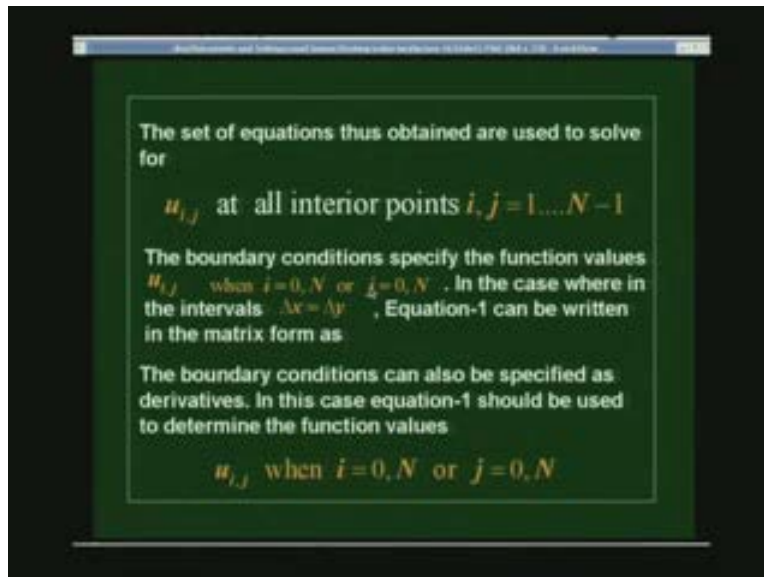 The set of equations thus obtained are used to solve
for
u_{i,j} at all interior points i, j = 1....N − 1
The boundary conditions specify the function values
u_{i,j} when i = 0, N or j = 0, N . In the case where in
the intervals Δx = Δy , Equation-1 can be written
in the matrix form as
The boundary conditions can also be specified as
derivatives. In this case equation-1 should be used
to determine the function values
u_{i,j} when i = 0, N or j = 0, N